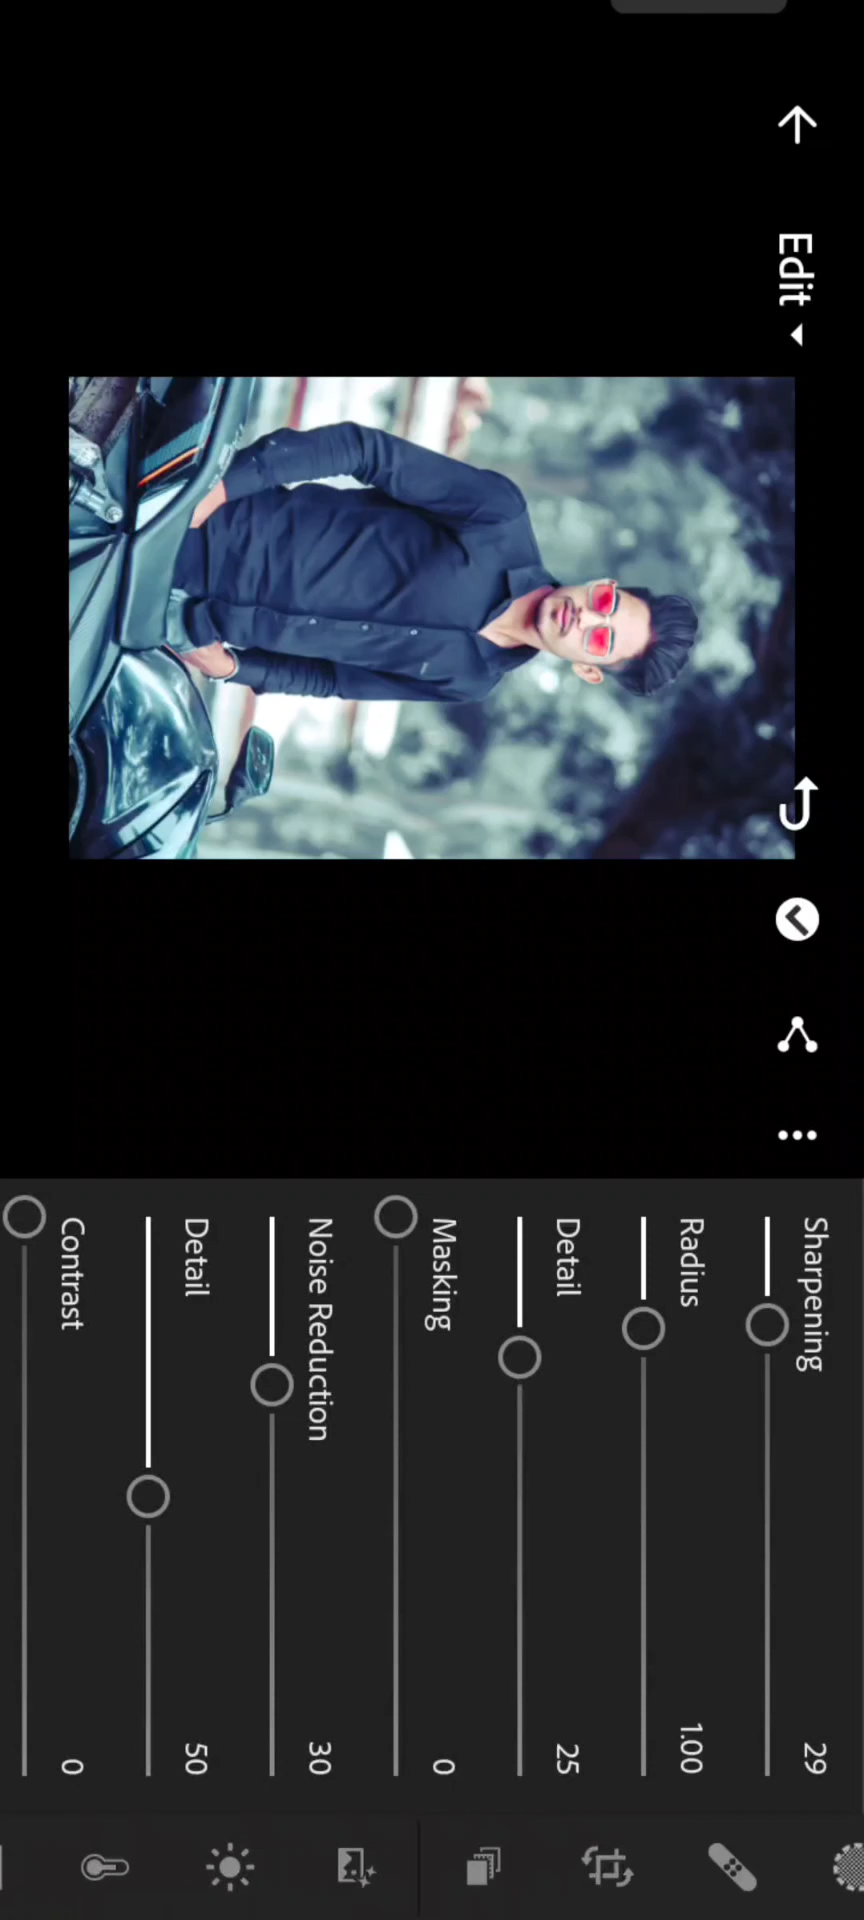 Edit
Sharpening 29
Radius 1.00
Detail 25
Masking 0
Noise Reduction 30
Detail 50
Contrast 0